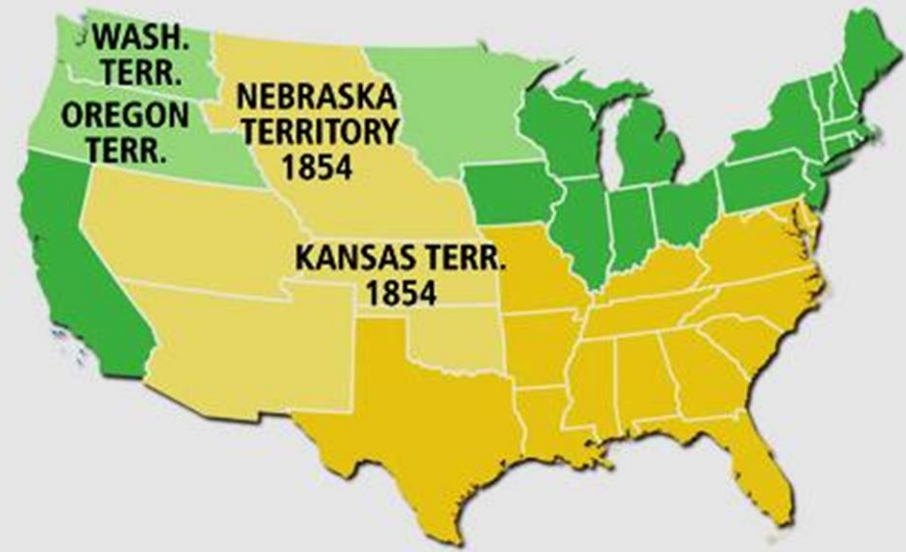 WASH.
TERR.
OREGON
TERR.
NEBRASKA
TERRITORY
1854
KANSAS TERR.
1854